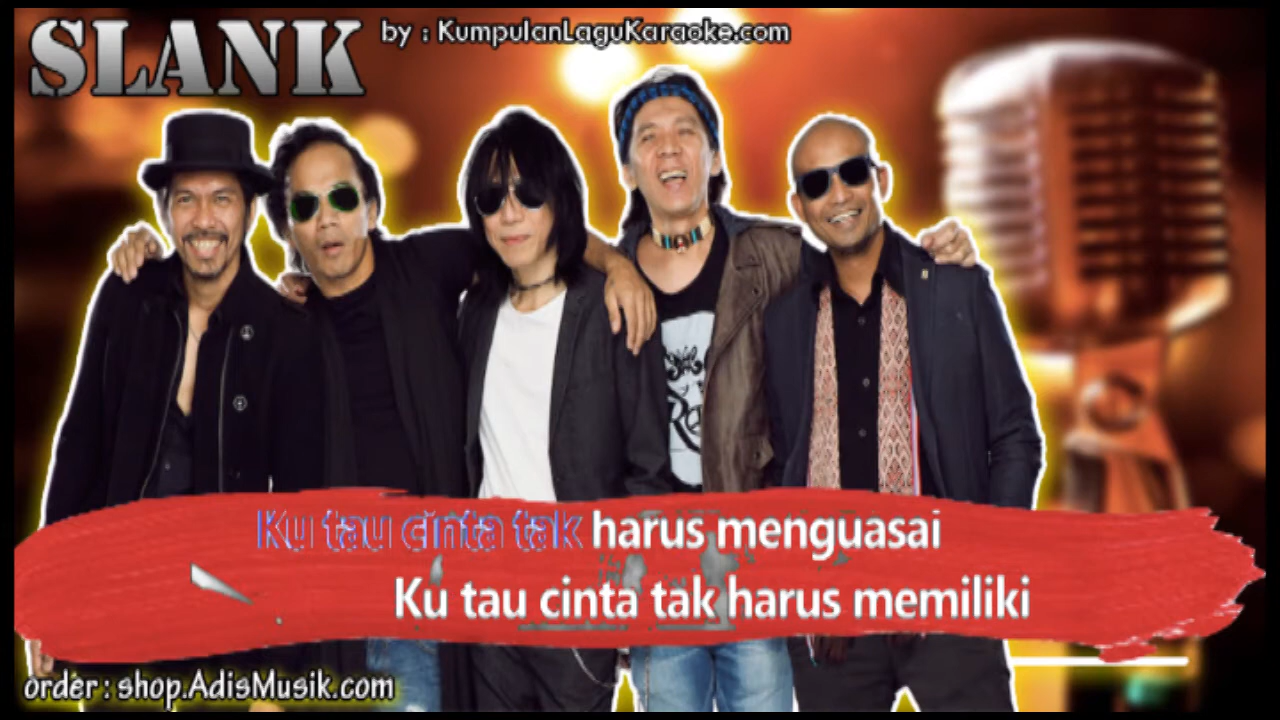 SLANK
by : KumpulanLaguKaraoke.com
Ku tau cinta tak harus menguasai
Ku tau cinta tak harus memiliki
order : shop.AdisMusik.com